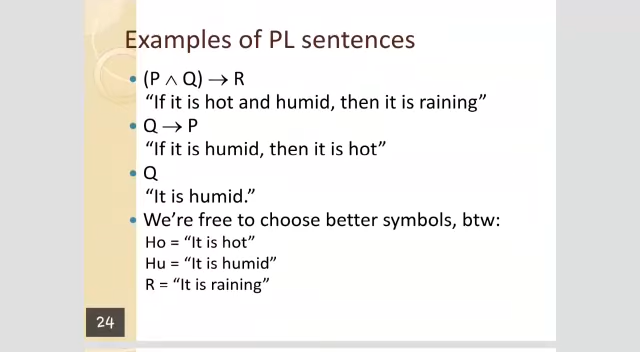 Examples of PL sentences
• (P ∧ Q) → R
“If it is hot and humid, then it is raining”
• Q → P
“If it is humid, then it is hot”
• Q
“It is humid.”
• We’re free to choose better symbols, btw:
Ho = “It is hot”
Hu = “It is humid”
R = “It is raining”
24